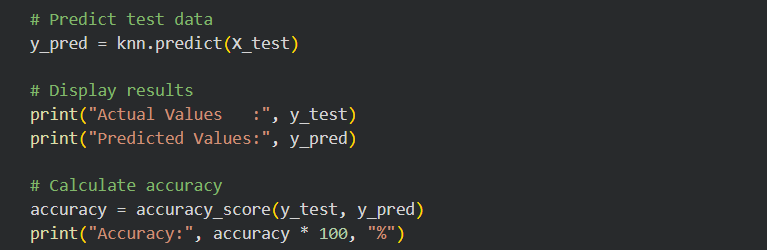 # Predict test data
y_pred = knn.predict(X_test)
# Display results
print("Actual Values   :", y_test)
print("Predicted Values:", y_pred)
# Calculate accuracy
accuracy = accuracy_score(y_test, y_pred)
print("Accuracy:", accuracy * 100, "%")